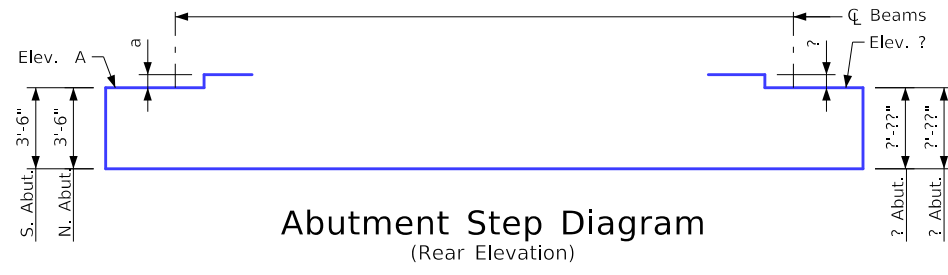 ℄ Beams
a
Elev. A
?
Elev. ?
3'-6"
3'-6"
?'-??"
?'-??"
S. Abut.
N. Abut.
? Abut.
? Abut.
Abutment Step Diagram
(Rear Elevation)